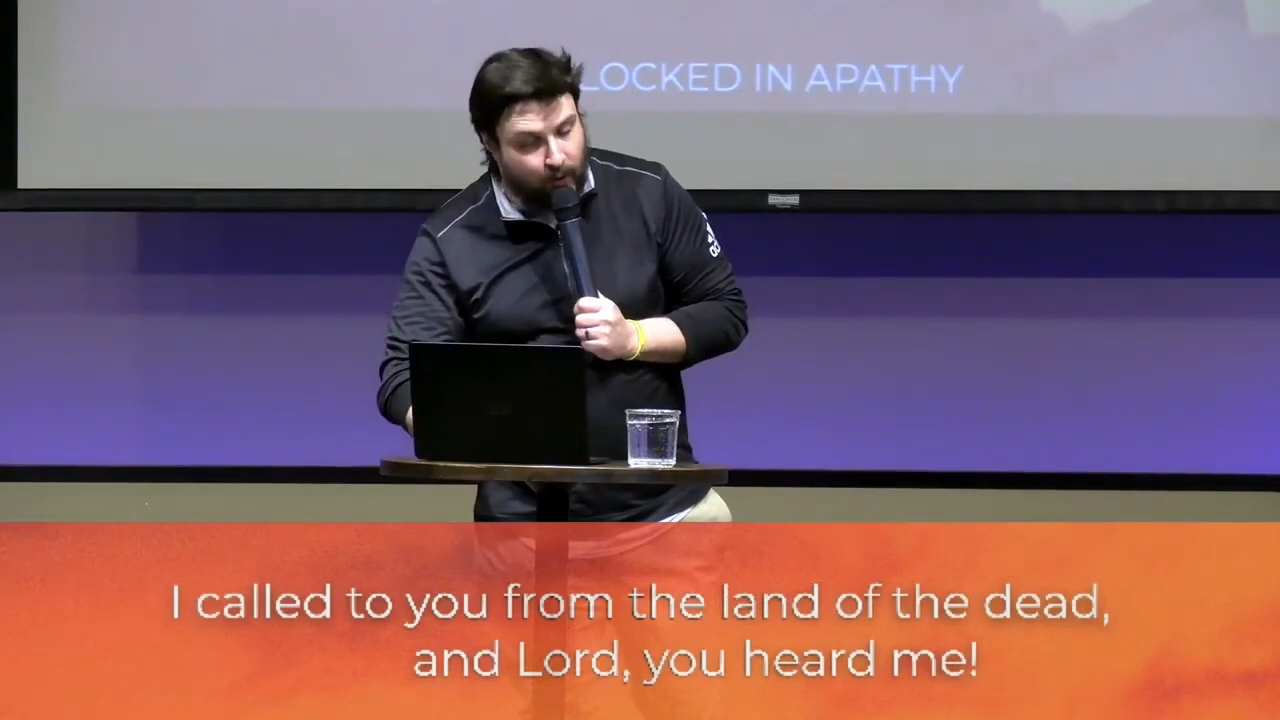 LOCKED IN APATHY
I called to you from the land of the dead,
and Lord, you heard me!